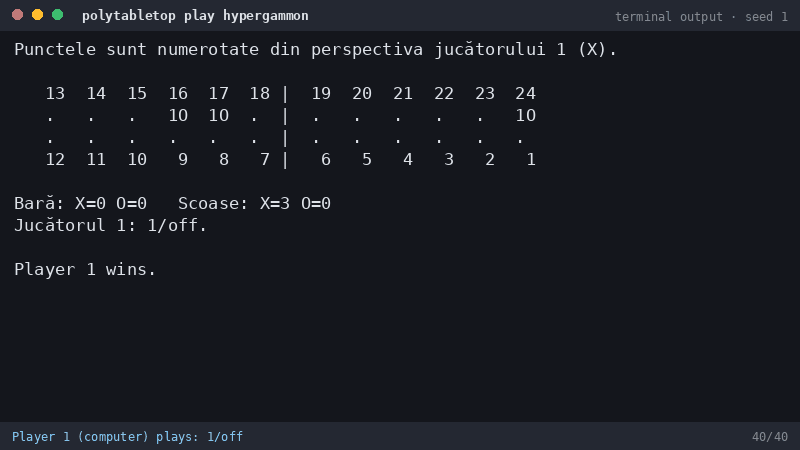 polytabletop play hypergammon
terminal output · seed 1
Punctele sunt numerotate din perspectiva jucătorului 1 (X).
13 14 15 16 17 18 | 19 20 21 22 23 24
. . . 1O 1O . | . . . . . 1O
. . . . . . | . . . . . .
12 11 10 9 8 7 | 6 5 4 3 2 1
Bară: X=0 O=0 Scoase: X=3 O=0
Jucătorul 1: 1/off.
Player 1 wins.
Player 1 (computer) plays: 1/off
40/40